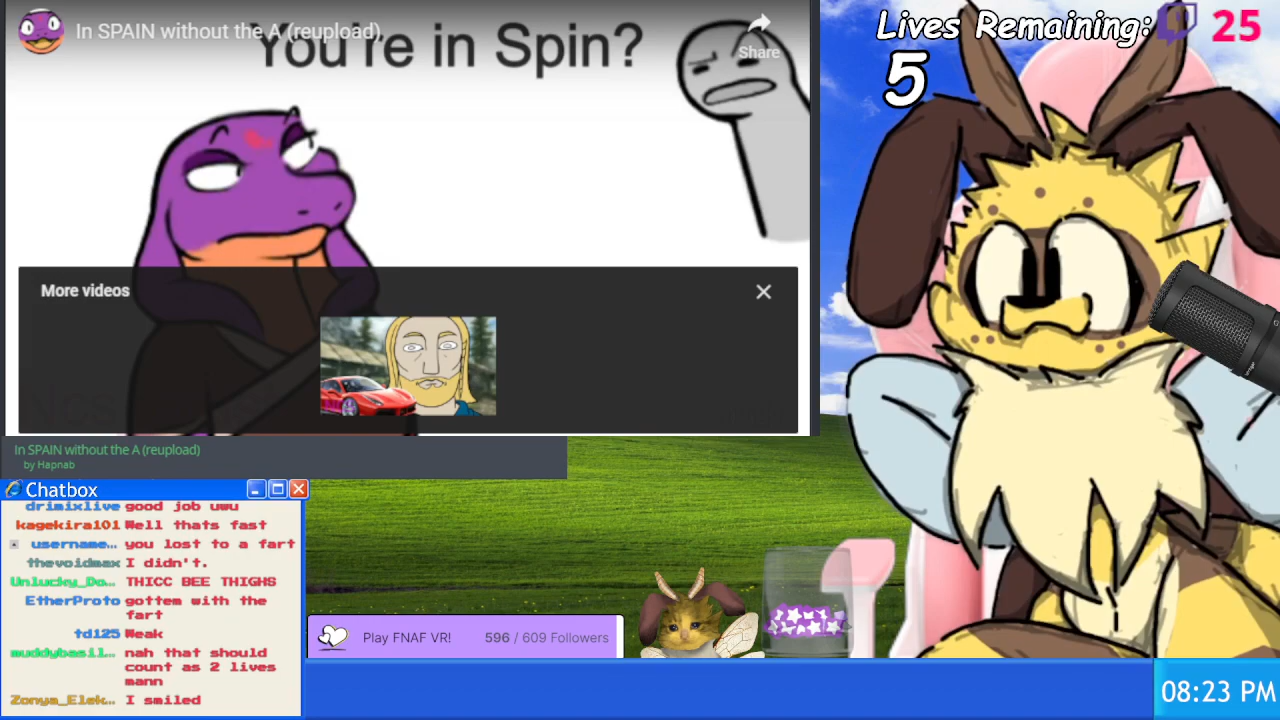 In SPAIN without the A (reupload)
You're in Spin?
Share
Lives Remaining:
25
5
More videos
In SPAIN without the A (reupload)
by Hapnab
Chatbox
drimixlive good job uwu
kagekira101 Well thats fast
username... you lost to a fart
thevoidmax I didn't.
Unlucky_Do... THICC BEE THIGHS
EtherProto gottem with the
fart
td125 Weak
muddybasil... nah that should
count as 2 lives
mann
Zonya_Elek... I smiled
Play FNAF VR! 596 / 609 Followers
08:23 PM